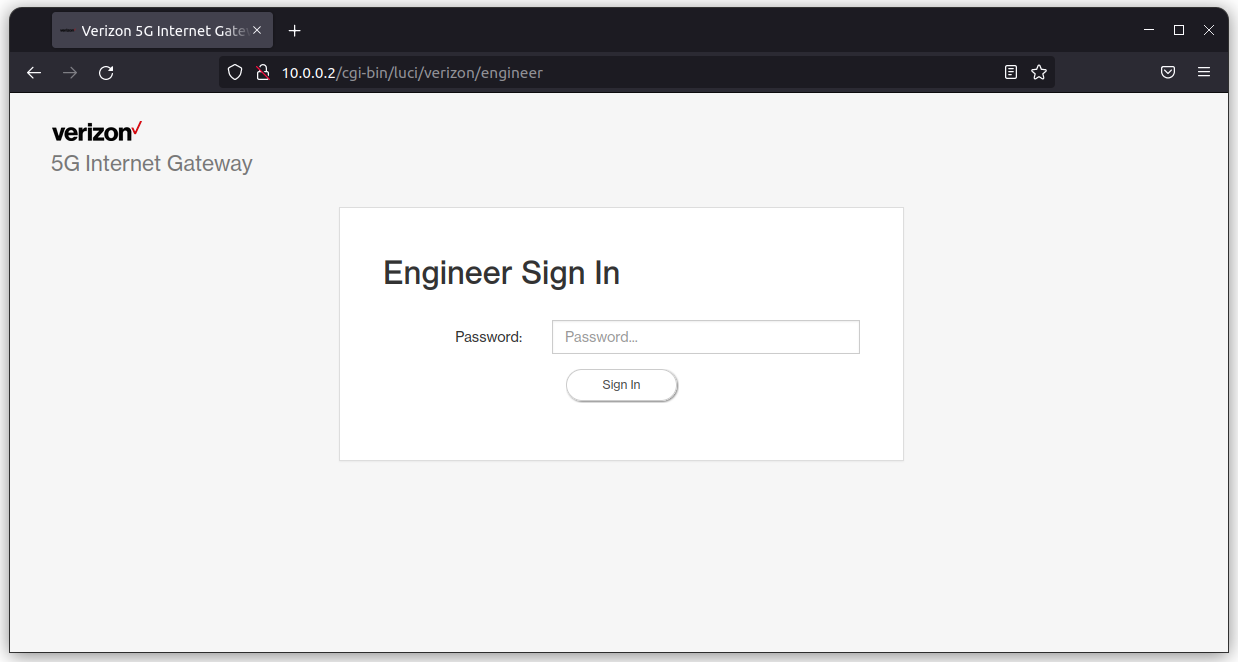 Verizon 5G Internet Gate
10.0.0.2/cgi-bin/luci/verizon/engineer
verizon
5G Internet Gateway
Engineer Sign In
Password:
Password...
Sign In